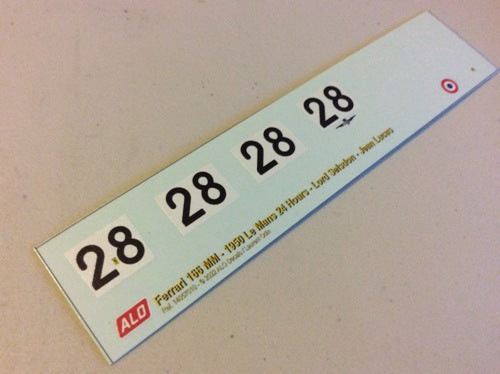 28 28 28 28
Ferrari 166 MM - 1950 Le Mans 24 Hours - Lord Selsdon - Jean Lucas
ALO